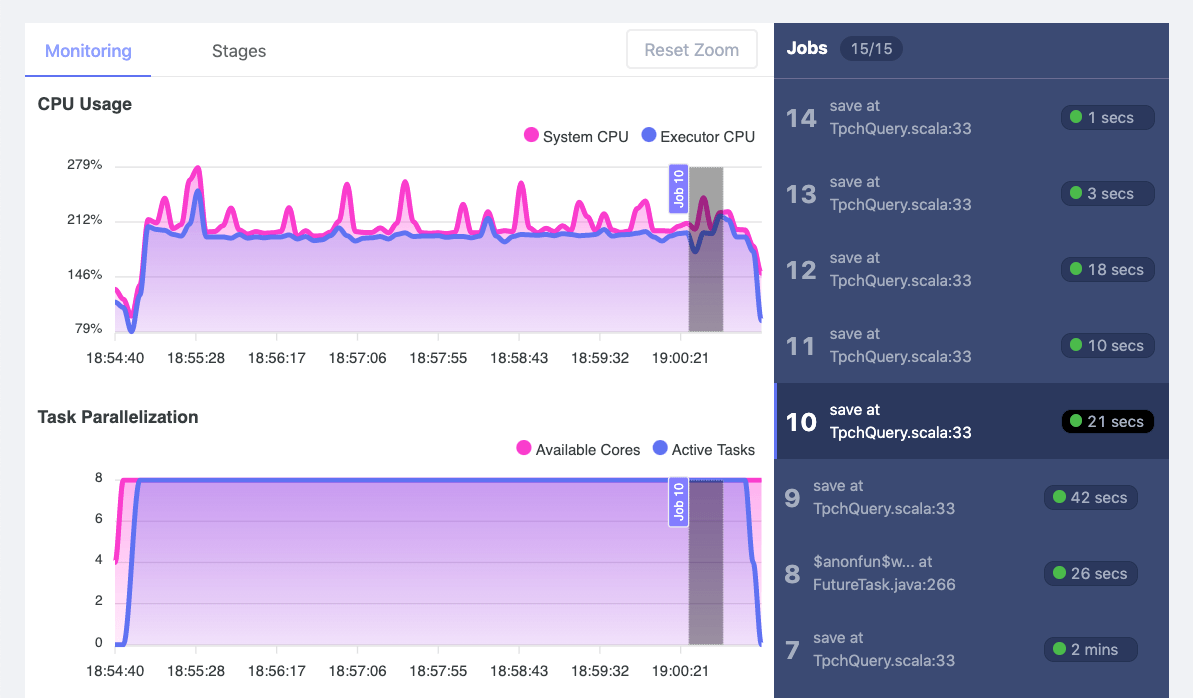 Monitoring
Stages
Reset Zoom
CPU Usage
System CPU
Executor CPU
279%
212%
146%
79%
Job 10
18:54:40
18:55:28
18:56:17
18:57:06
18:57:55
18:58:43
18:59:32
19:00:21
Task Parallelization
Available Cores
Active Tasks
8
6
4
2
0
Job 10
18:54:40
18:55:28
18:56:17
18:57:06
18:57:55
18:58:43
18:59:32
19:00:21
Jobs
15/15
14
save at
TpchQuery.scala:33
1 secs
13
save at
TpchQuery.scala:33
3 secs
12
save at
TpchQuery.scala:33
18 secs
11
save at
TpchQuery.scala:33
10 secs
10
save at
TpchQuery.scala:33
21 secs
9
save at
TpchQuery.scala:33
42 secs
8
$anonfun$w... at
FutureTask.java:266
26 secs
7
save at
TpchQuery.scala:33
2 mins